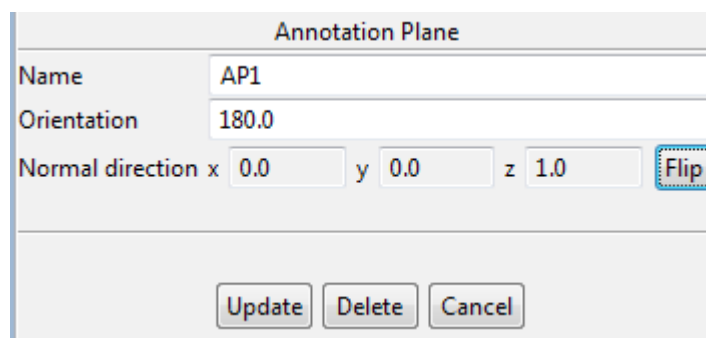 Annotation Plane
Name AP1
Orientation 180.0
Normal direction x 0.0 y 0.0 z 1.0 Flip
Update Delete Cancel